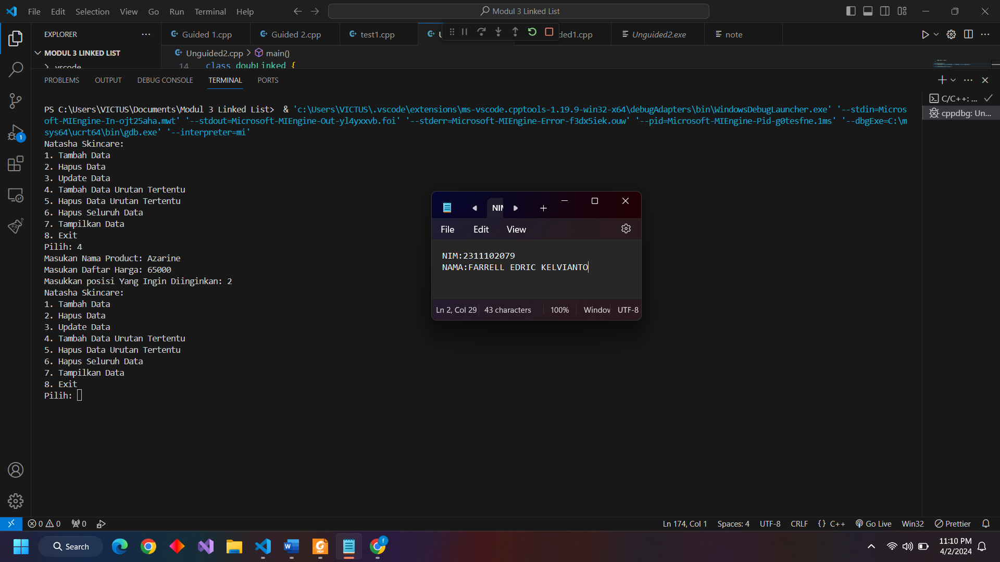 File Edit Selection View Go Run Terminal Help
Modul 3 Linked List
EXPLORER
Guided 1.cpp
Guided 2.cpp
test1.cpp
ded1.cpp
Unguided2.exe
note
MODUL 3 LINKED LIST
.vscode
Unguided2.cpp > main()
14 class doubLinked {
PROBLEMS OUTPUT DEBUG CONSOLE TERMINAL PORTS
C/C++: ...
cppdbg: Un...
PS C:\Users\VICTUS\Documents\Modul 3 Linked List>  & 'c:\Users\VICTUS\.vscode\extensions\ms-vscode.cpptools-1.19.9-win32-x64\debugAdapters\bin\WindowsDebugLauncher.exe' '--stdin=Micros
oft-MIEngine-In-ojt25aha.mwt' '--stdout=Microsoft-MIEngine-Out-yl4yxxvb.foi' '--stderr=Microsoft-MIEngine-Error-f3dx5iek.ouw' '--pid=Microsoft-MIEngine-Pid-g0tesfne.1ms' '--dbgExe=C:\m
sys64\ucrt64\bin\gdb.exe' '--interpreter=mi'
Natasha Skincare:
1. Tambah Data
2. Hapus Data
3. Update Data
4. Tambah Data Urutan Tertentu
5. Hapus Data Urutan Tertentu
6. Hapus Seluruh Data
7. Tampilkan Data
8. Exit
Pilih: 4
Masukan Nama Product: Azarine
Masukan Daftar Harga: 65000
Masukkan posisi Yang Ingin Diinginkan: 2
Natasha Skincare:
1. Tambah Data
2. Hapus Data
3. Update Data
4. Tambah Data Urutan Tertentu
5. Hapus Data Urutan Tertentu
6. Hapus Seluruh Data
7. Tampilkan Data
8. Exit
Pilih:
NIM
File Edit View
NIM:2311102079
NAMA:FARRELL EDRIC KELVIANTO
Ln 2, Col 29 43 characters 100% Window UTF-8
1
0 0 0
Ln 174, Col 1 Spaces: 4 UTF-8 CRLF {} C++ Go Live Win32 Prettier
Search
PDF
f
11:10 PM
4/2/2024